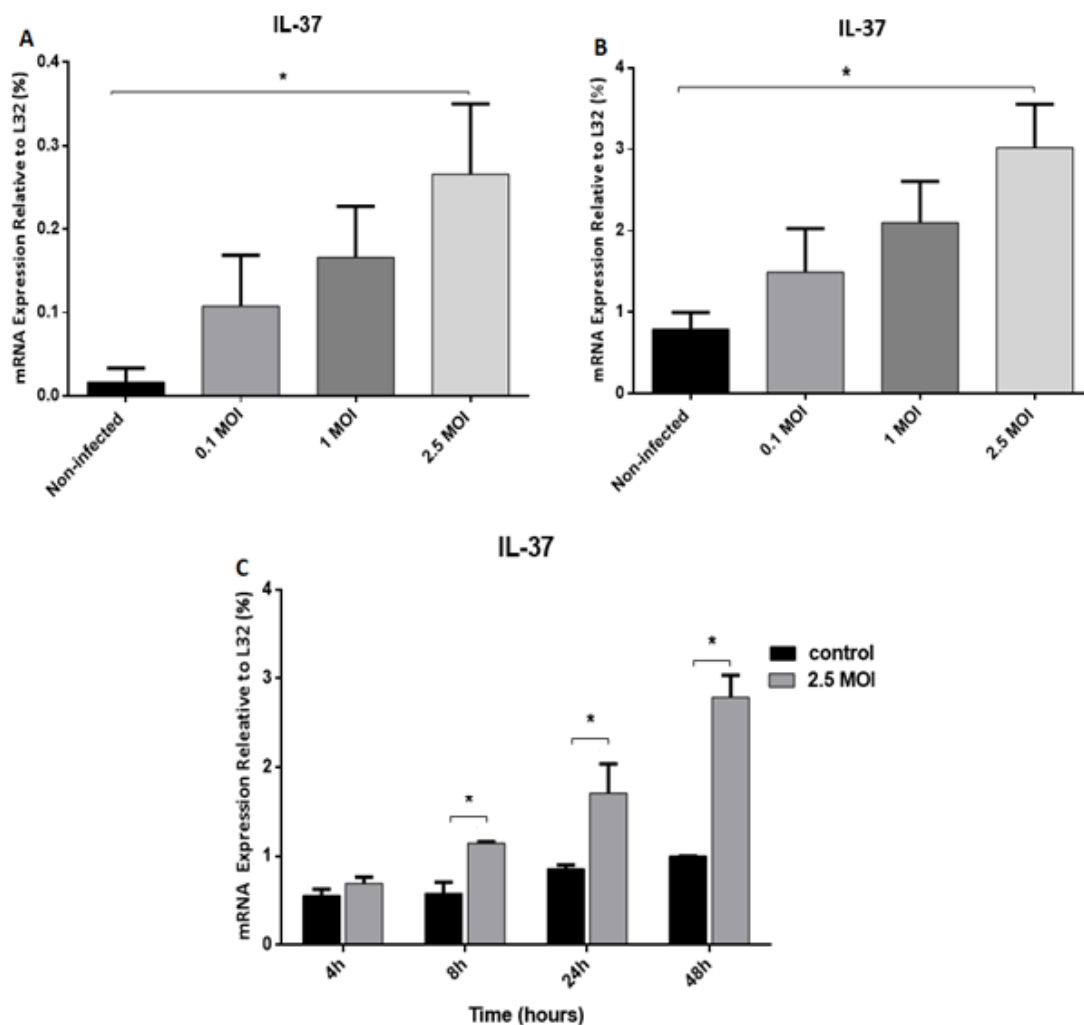 A
IL-37
mRNA Expression Relative to L32 (%)
0.4
0.3
0.2
0.1
0.0
*
Non-infected
0.1 MOI
1 MOI
2.5 MOI
B
IL-37
mRNA Expression Relative to L32 (%)
4
3
2
1
0
*
Non-infected
0.1 MOI
1 MOI
2.5 MOI
C
IL-37
mRNA Expression Releative to L32 (%)
4
3
2
1
0
*
*
*
control
2.5 MOI
4h
8h
24h
48h
Time (hours)